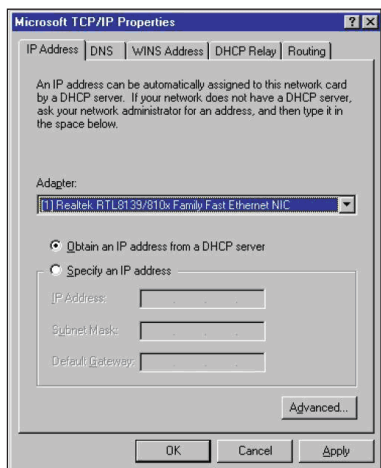 Microsoft TCP/IP Properties
IP Address DNS WINS Address DHCP Relay Routing
An IP address can be automatically assigned to this network card
by a DHCP server. If your network does not have a DHCP server,
ask your network administrator for an address, and then type it in
the space below.
Adapter:
[1] Realtek RTL8139/810x Family Fast Ethernet NIC
Obtain an IP address from a DHCP server
Specify an IP address
IP Address:
Subnet Mask:
Default Gateway:
Advanced...
OK Cancel Apply